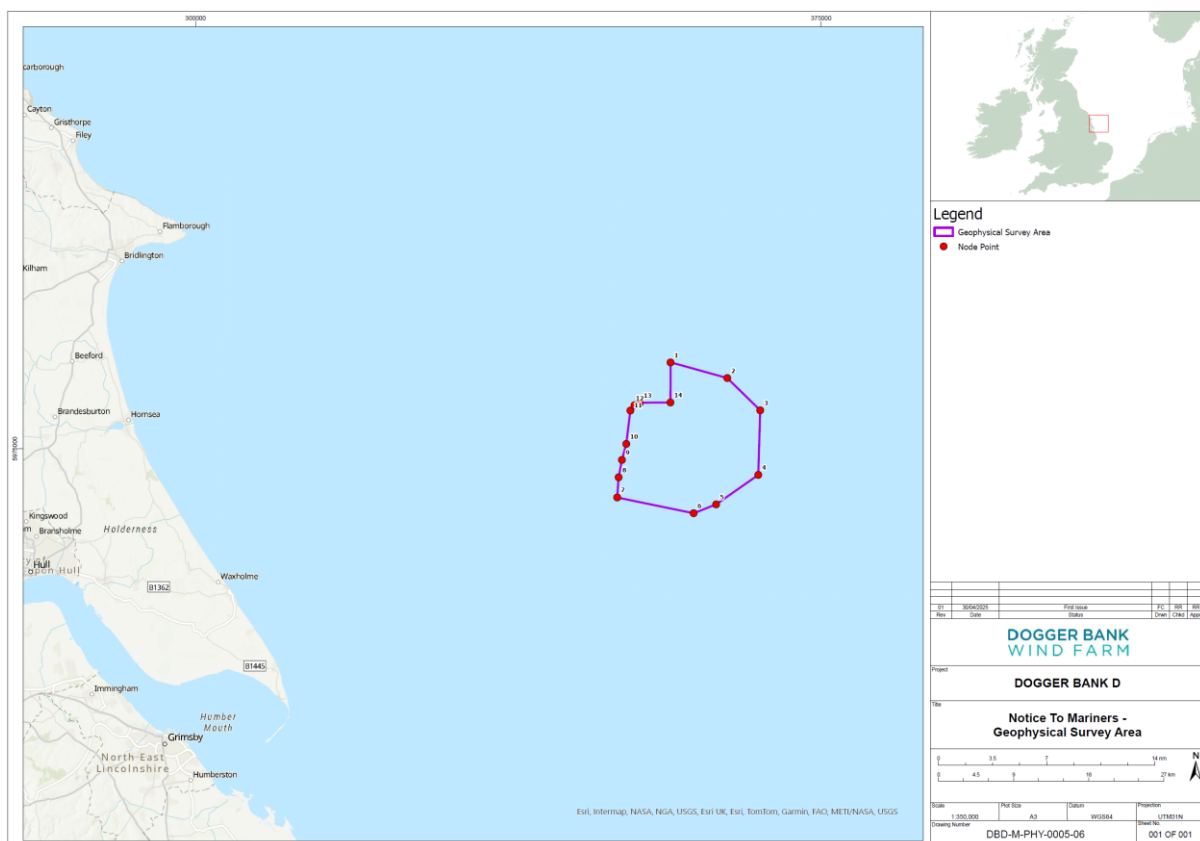 300000
375000
5975000
carborough
Cayton
Gristhorpe
Filey
Flamborough
Bridlington
Kilham
Beeford
Brandesburton
Hornsea
Kingswood
Bransholme
Holderness
Hull
Waxholme
B1362
B1445
Immingham
Humber
Mouth
Grimsby
North East
Lincolnshire
Humberston
1
2
3
4
5
6
7
8
9
10
11
12
13
14
Esri, Intermap, NASA, NGA, USGS, Esri UK, Esri, TomTom, Garmin, FAO, METI/NASA, USGS
Legend
Geophysical Survey Area
Node Point
01 30/04/2025 First Issue FC RR RR
Rev Date Status Drwn Chkd
DOGGER BANK
WIND FARM
Project
DOGGER BANK D
Title
Notice To Mariners -
Geophysical Survey Area
0 3.5 7 14 nm
0 4.5 9 18 27 km
N
Scale Plot Size Datum Projection
1:350,000 A3 WGS84 UTM31N
Drawing Number Sheet No.
DBD-M-PHY-0005-06 001 OF 001